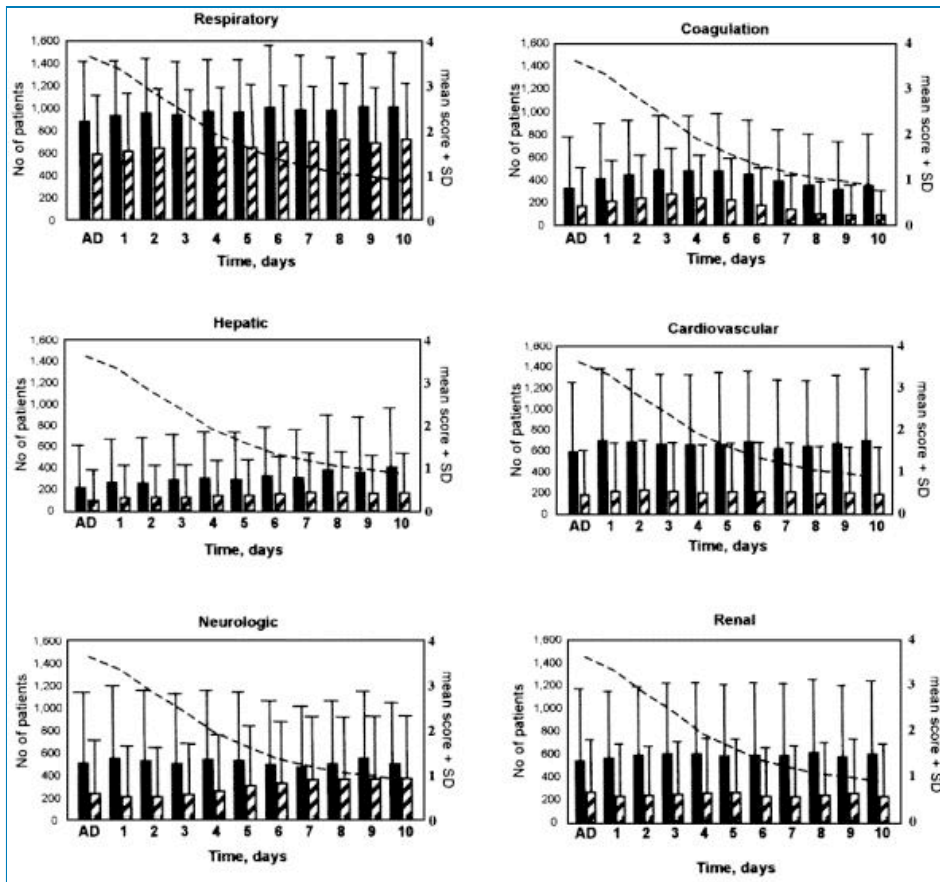 Respiratory
1,600
1,400
1,200
1,000
800
600
400
200
0
No of patients
4
3
2
1
0
mean score + SD
AD 1 2 3 4 5 6 7 8 9 10
Time, days
Coagulation
1,600
1,400
1,200
1,000
800
600
400
200
0
No of patients
4
3
2
1
0
mean score + SD
AD 1 2 3 4 5 6 7 8 9 10
Time, days
Hepatic
1,600
1,400
1,200
1,000
800
600
400
200
0
No of patients
4
3
2
1
0
mean score + SD
AD 1 2 3 4 5 6 7 8 9 10
Time, days
Cardiovascular
1,600
1,400
1,200
1,000
800
600
400
200
0
No of patients
4
3
2
1
0
mean score + SD
AD 1 2 3 4 5 6 7 8 9 10
Time, days
Neurologic
1,600
1,400
1,200
1,000
800
600
400
200
0
No of patients
4
3
2
1
0
mean score + SD
AD 1 2 3 4 5 6 7 8 9 10
Time, days
Renal
1,600
1,400
1,200
1,000
800
600
400
200
0
No of patients
4
3
2
1
0
mean score + SD
AD 1 2 3 4 5 6 7 8 9 10
Time, days